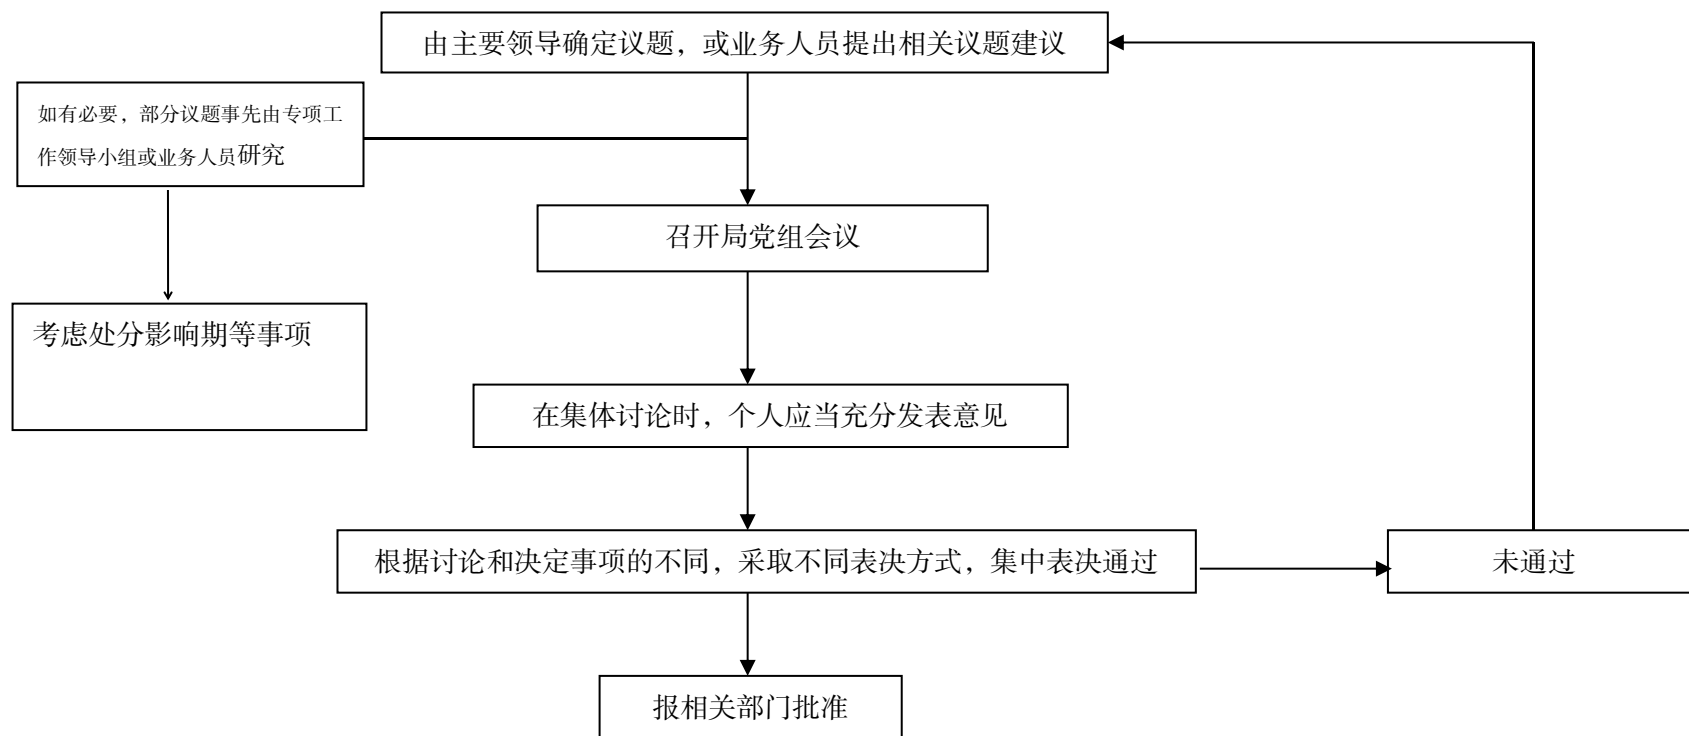 由主要领导确定议题，或业务人员提出相关议题建议
如有必要，部分议题事先由专项工
作领导小组或业务人员研究
召开局党组会议
考虑处分影响期等事项
在集体讨论时，个人应当充分发表意见
根据讨论和决定事项的不同，采取不同表决方式，集中表决通过
未通过
报相关部门批准